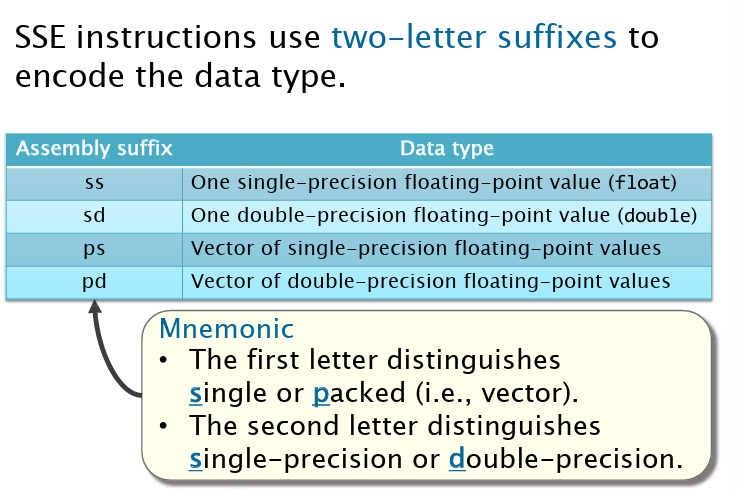 SSE instructions use two-letter suffixes to
encode the data type.
Assembly suffix Data type
ss One single-precision floating-point value (float)
sd One double-precision floating-point value (double)
ps Vector of single-precision floating-point values
pd Vector of double-precision floating-point values
Mnemonic
• The first letter distinguishes
single or packed (i.e., vector).
• The second letter distinguishes
single-precision or double-precision.